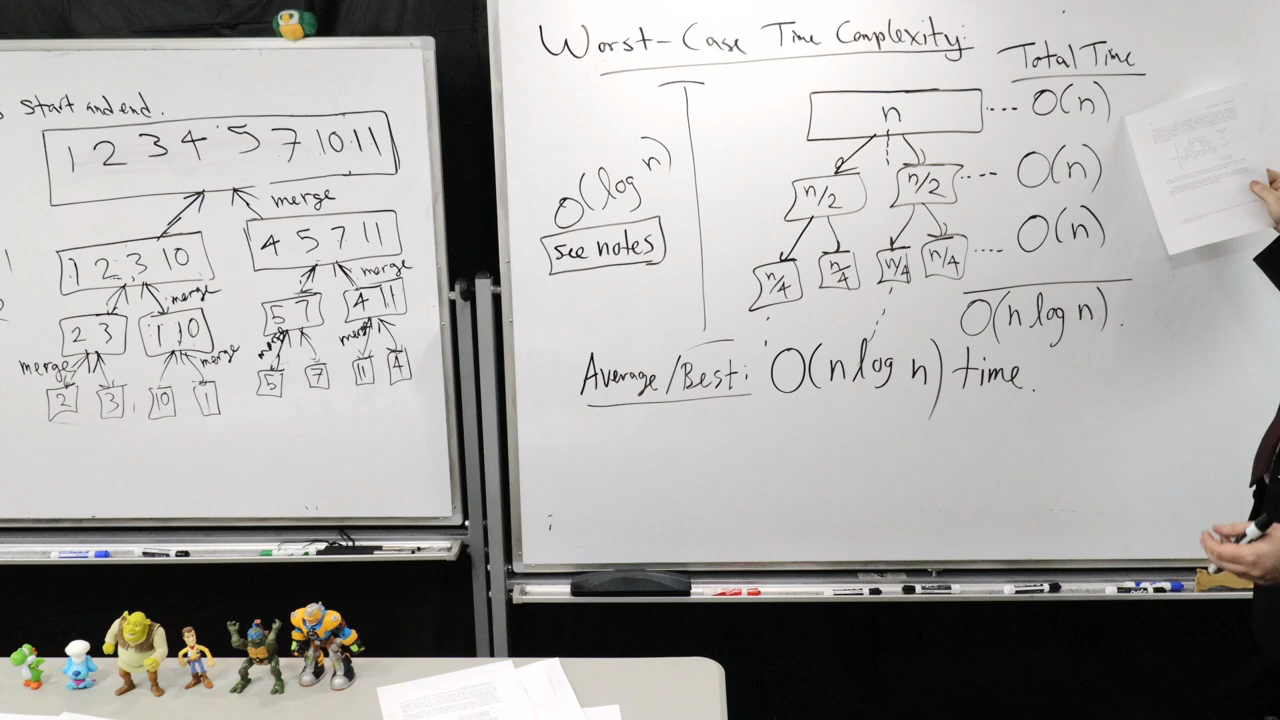 start and end.
1 2 3 4 5 7 10 11
merge
1 2 3 10
4 5 7 11
merge
merge
2 3
1 10
5 7
4 11
merge
merge
merge
merge
2
3
10
1
5
7
11
4
Worst-Case Time Complexity:
Total Time
n
O(n)
n/2
n/2
O(n)
n/4
n/4
n/4
n/4
O(n)
O(n log n).
O(log n)
see notes
Average/Best: O(n log n) time.